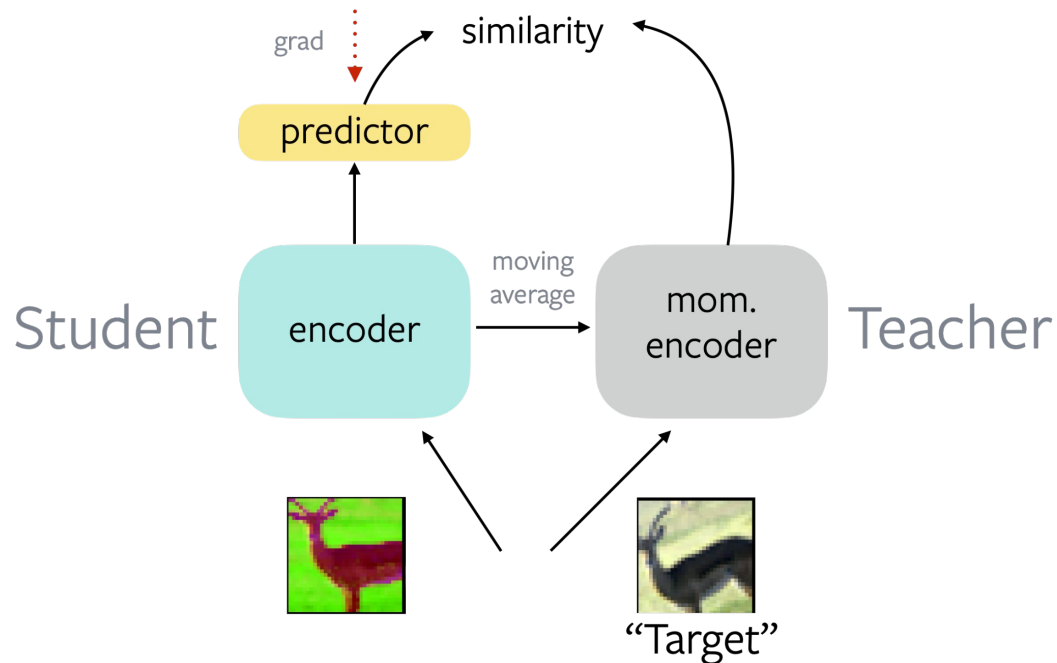 grad
similarity
predictor
moving
average
Student
encoder
mom.
encoder
Teacher
“Target”